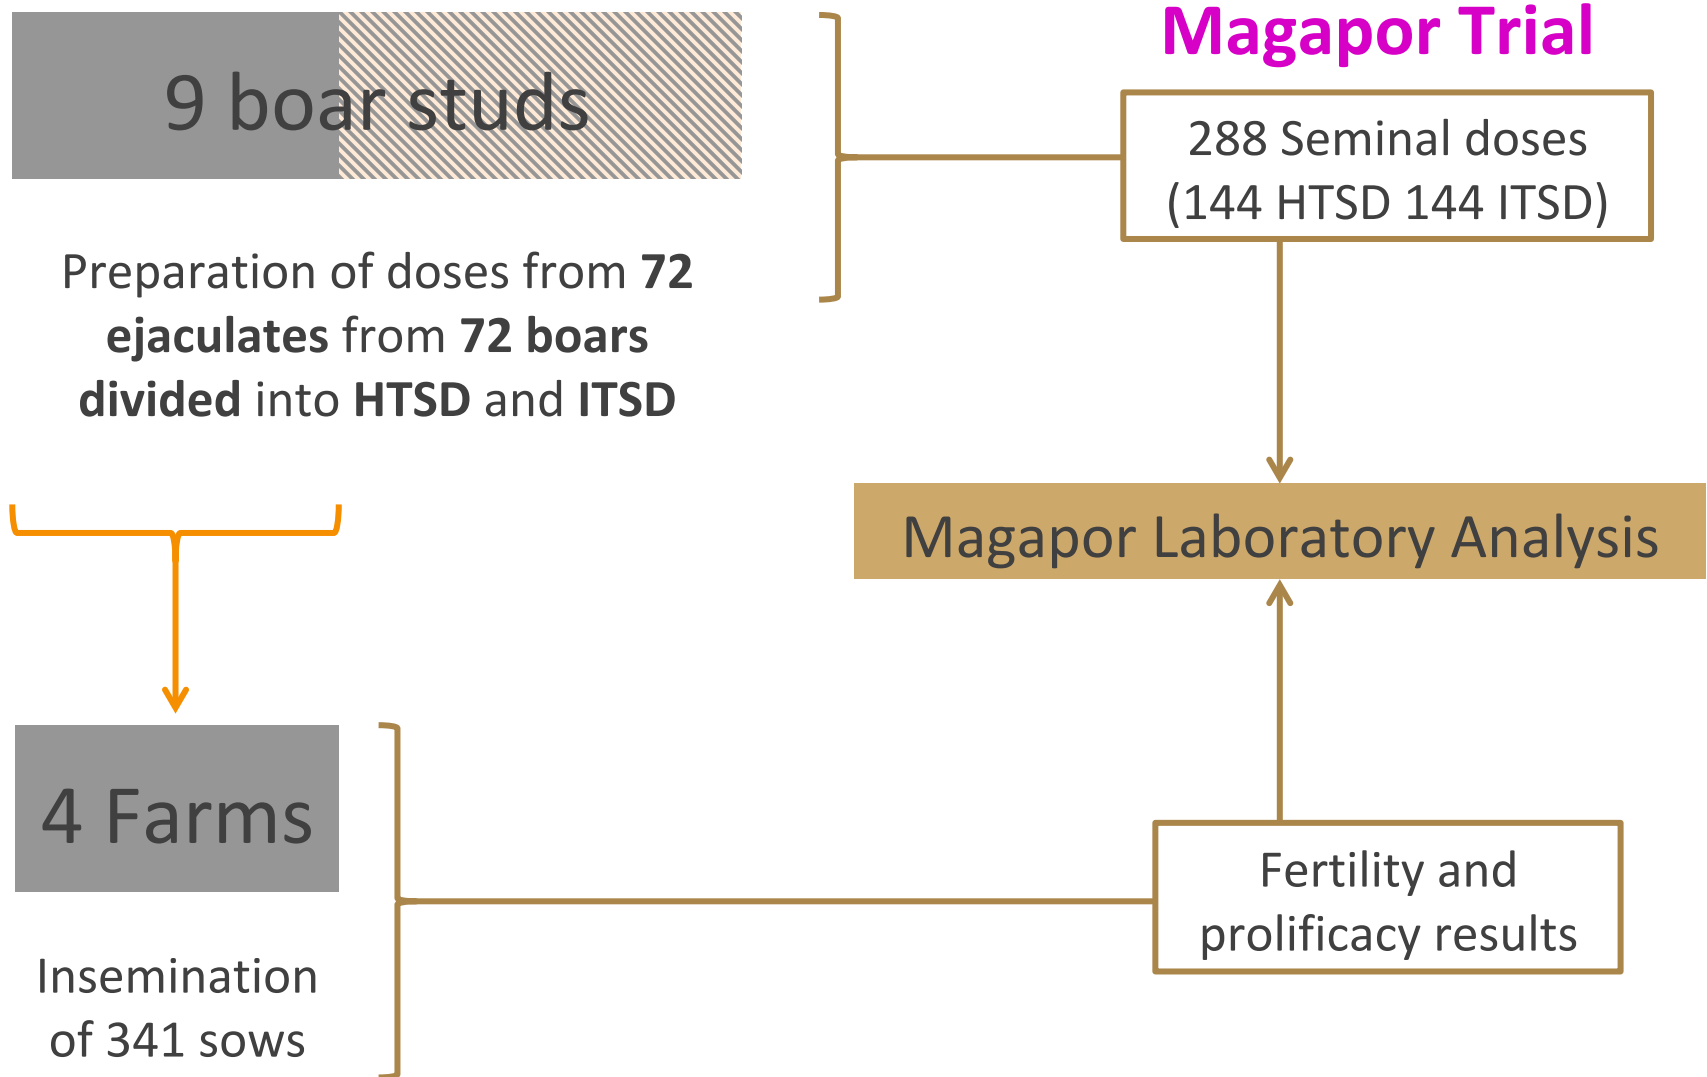 Magapor Trial
9 boar studs
288 Seminal doses
(144 HTSD 144 ITSD)
Preparation of doses from 72
ejaculates from 72 boars
divided into HTSD and ITSD
Magapor Laboratory Analysis
4 Farms
Insemination
of 341 sows
Fertility and
prolificacy results